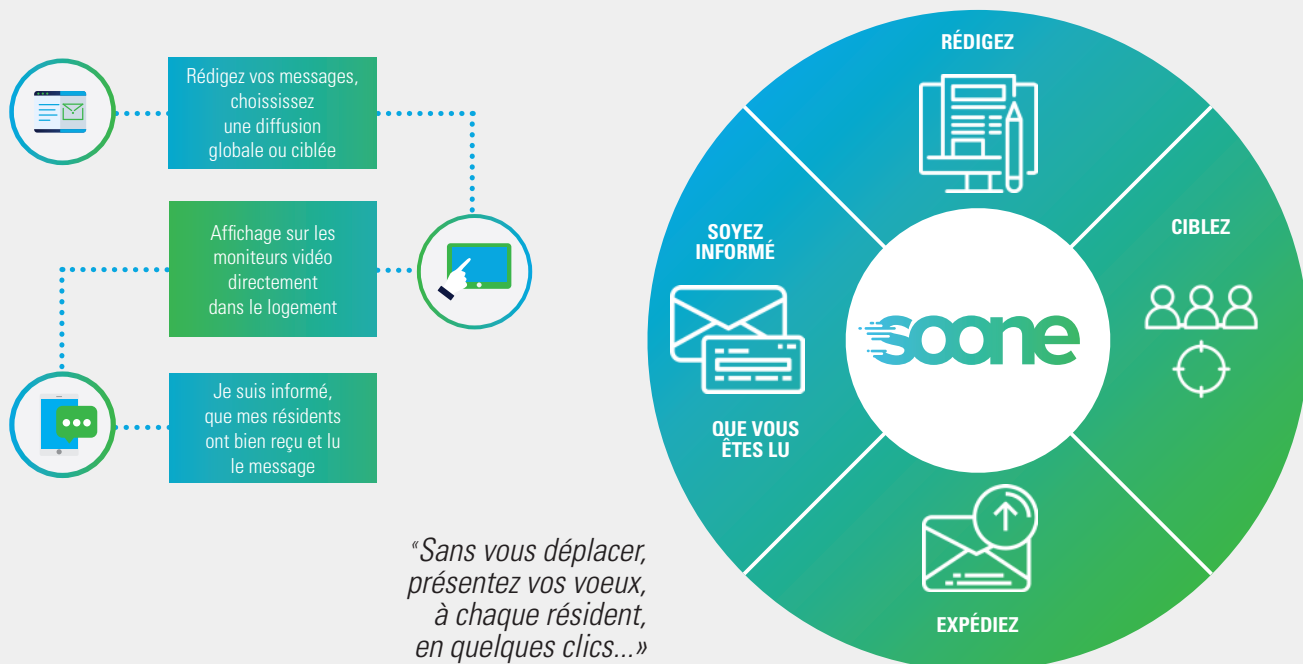 Rédigez vos messages,
choississez
une diffusion
globale ou ciblée
Affichage sur les
moniteurs vidéo
directement
dans le logement
Je suis informé,
que mes résidents
ont bien reçu et lu
le message
«Sans vous déplacer,
présentez vos voeux,
à chaque résident,
en quelques clics...»
RÉDIGEZ
CIBLEZ
EXPÉDIEZ
SOYEZ
INFORMÉ
QUE VOUS
ÊTES LU
soone